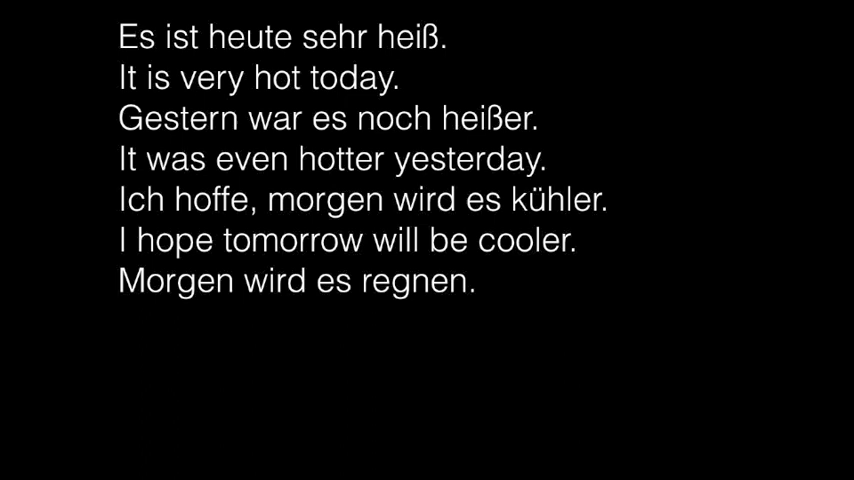 Es ist heute sehr heiß.
It is very hot today.
Gestern war es noch heißer.
It was even hotter yesterday.
Ich hoffe, morgen wird es kühler.
I hope tomorrow will be cooler.
Morgen wird es regnen.